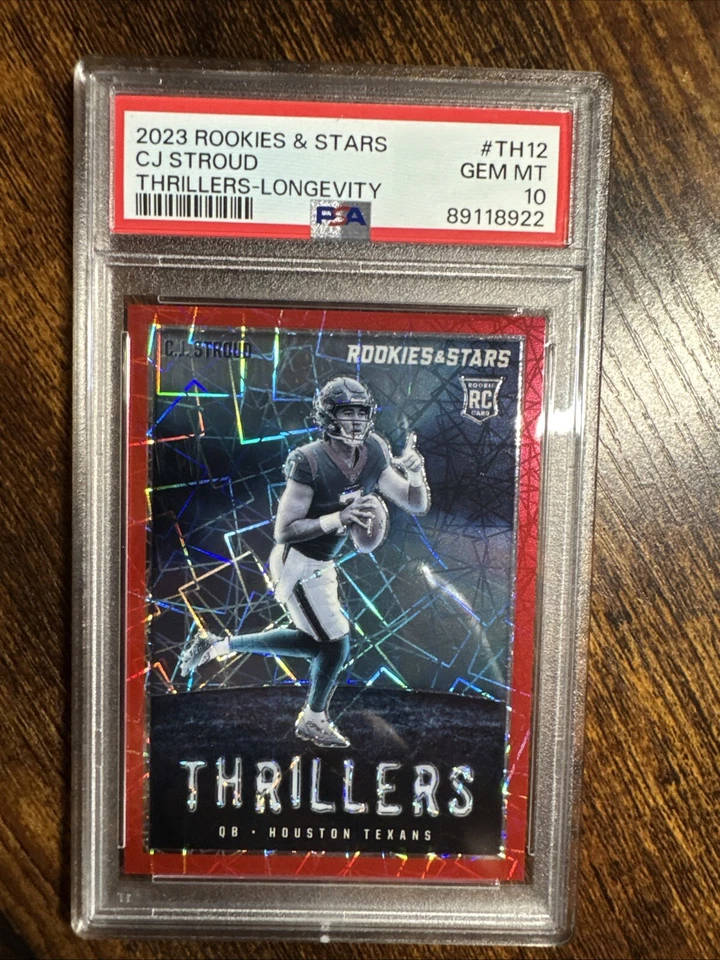 2023 ROOKIES & STARS #TH12
CJ STROUD GEM MT
THRILLERS-LONGEVITY 10
PSA 89118922
C.J. STROUD ROOKIES&STARS
ROOKIE
RC
CARD
7
THRILLERS
QB · HOUSTON TEXANS